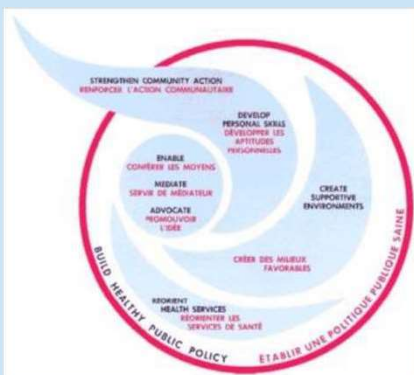 STRENGTHEN COMMUNITY ACTION
RENFORCER L'ACTION COMMUNAUTAIRE
DEVELOP
PERSONAL SKILLS
DÉVELOPPER LES
APTITUDES
PERSONNELLES
ENABLE
CONFÉRER LES MOYENS
MEDIATE
SERVIR DE MÉDIATEUR
ADVOCATE
PROMOUVOIR
L'IDÉE
CREATE
SUPPORTIVE
ENVIRONMENTS
CRÉER DES MILIEUX
FAVORABLES
REORIENT
HEALTH SERVICES
RÉORIENTER LES
SERVICES DE SANTÉ
BUILD HEALTHY PUBLIC POLICY
ETABLIR UNE POLITIQUE PUBLIQUE SAINE